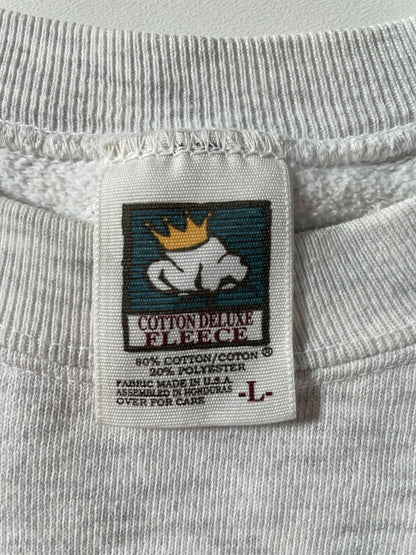 COTTON DELUXE
FLEECE®
80% COTTON/COTON
20% POLYESTER
FABRIC MADE IN U.S.A.
ASSEMBLED IN HONDURAS
OVER FOR CARE
-L-